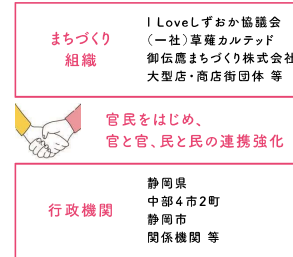 まちづくり
組織
I Loveしずおか協議会
（一社）草薙カルテッド
御伝鷹まちづくり株式会社
大型店・商店街団体 等
官民をはじめ、
官と官、民と民の連携強化
行政機関
静岡県
中部4市2町
静岡市
関係機関 等